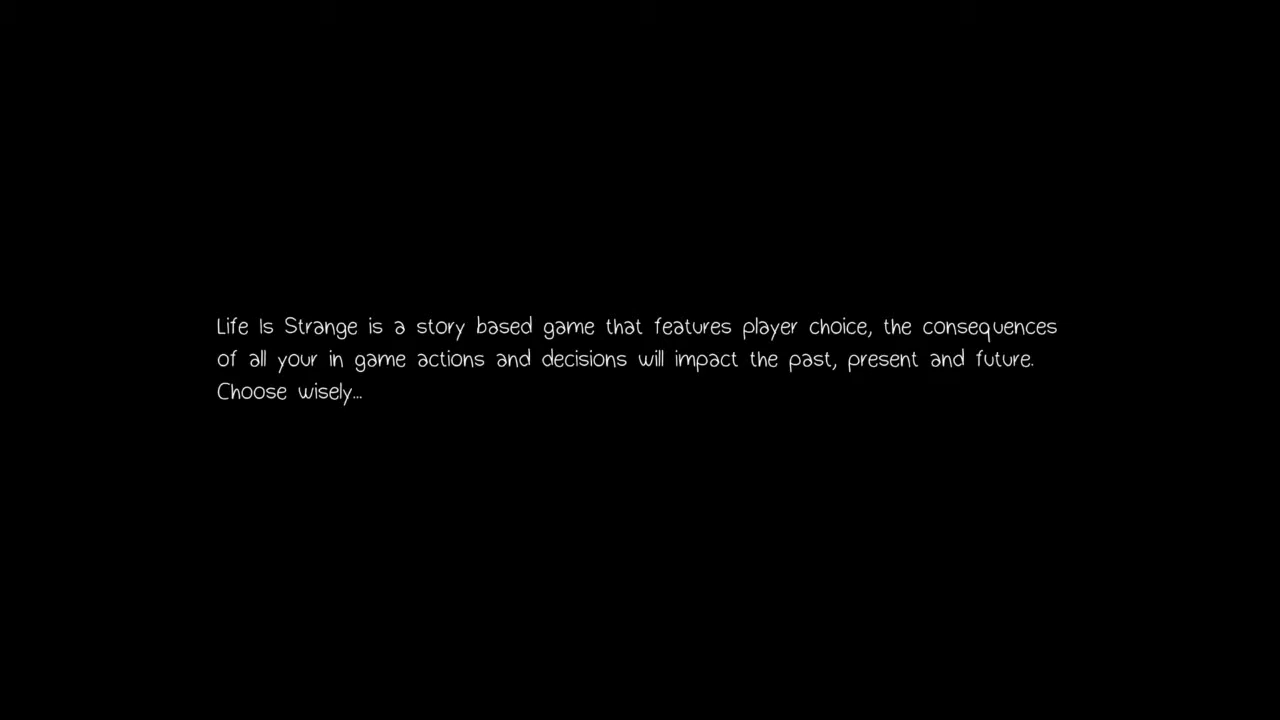 Life Is Strange is a story based game that features player choice, the consequences
of all your in game actions and decisions will impact the past, present and future.
Choose wisely...